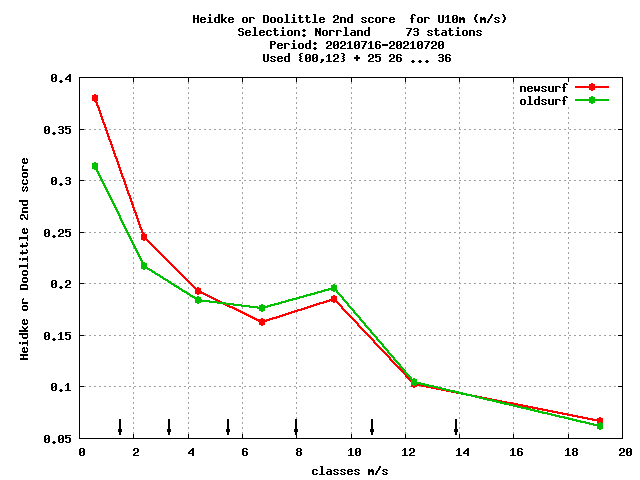 Heidke or Doolittle 2nd score  for U10m (m/s)
Selection: Norrland     73 stations
Period: 20210716-20210720
Used {00,12} + 25 26 ... 36
newsurf
oldsurf
0.4
0.35
0.3
0.25
0.2
0.15
0.1
0.05
Heidke or Doolittle 2nd score
0 2 4 6 8 10 12 14 16 18 20
classes m/s